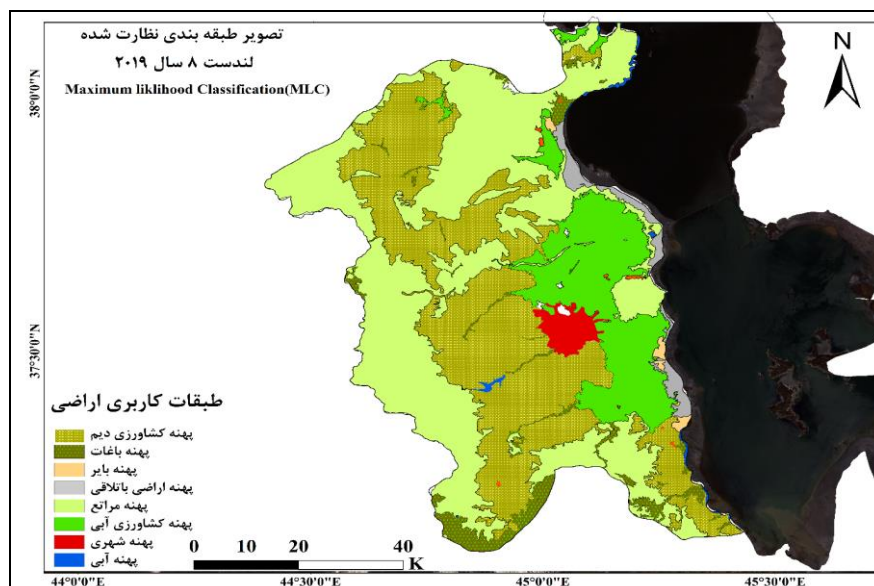 تصویر طبقه بندی نظارت شده
لندست ۸ سال ۲۰۱۹
Maximum liklihood Classification(MLC)
N
38°0'0"N
37°30'0"N
طبقات کاربری اراضی
پهنه کشاورزی دیم
پهنه باغات
پهنه بایر
پهنه اراضی باتلاقی
پهنه مراتع
پهنه کشاورزی آبی
پهنه شهری
پهنه آبی
0 10 20 40
K
44°0'0"E 44°30'0"E 45°0'0"E 45°30'0"E